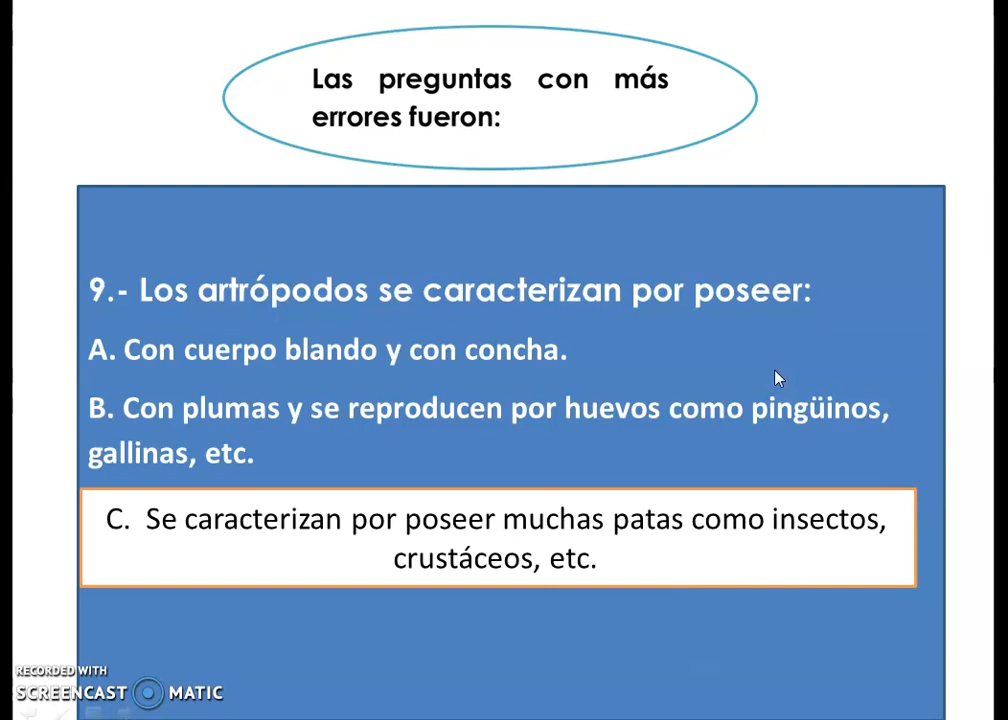 Las preguntas con más
errores fueron:
9.- Los artrópodos se caracterizan por poseer:
A. Con cuerpo blando y con concha.
B. Con plumas y se reproducen por huevos como pingüinos,
gallinas, etc.
C. Se caracterizan por poseer muchas patas como insectos,
crustáceos, etc.
RECORDED WITH
SCREENCAST MATIC